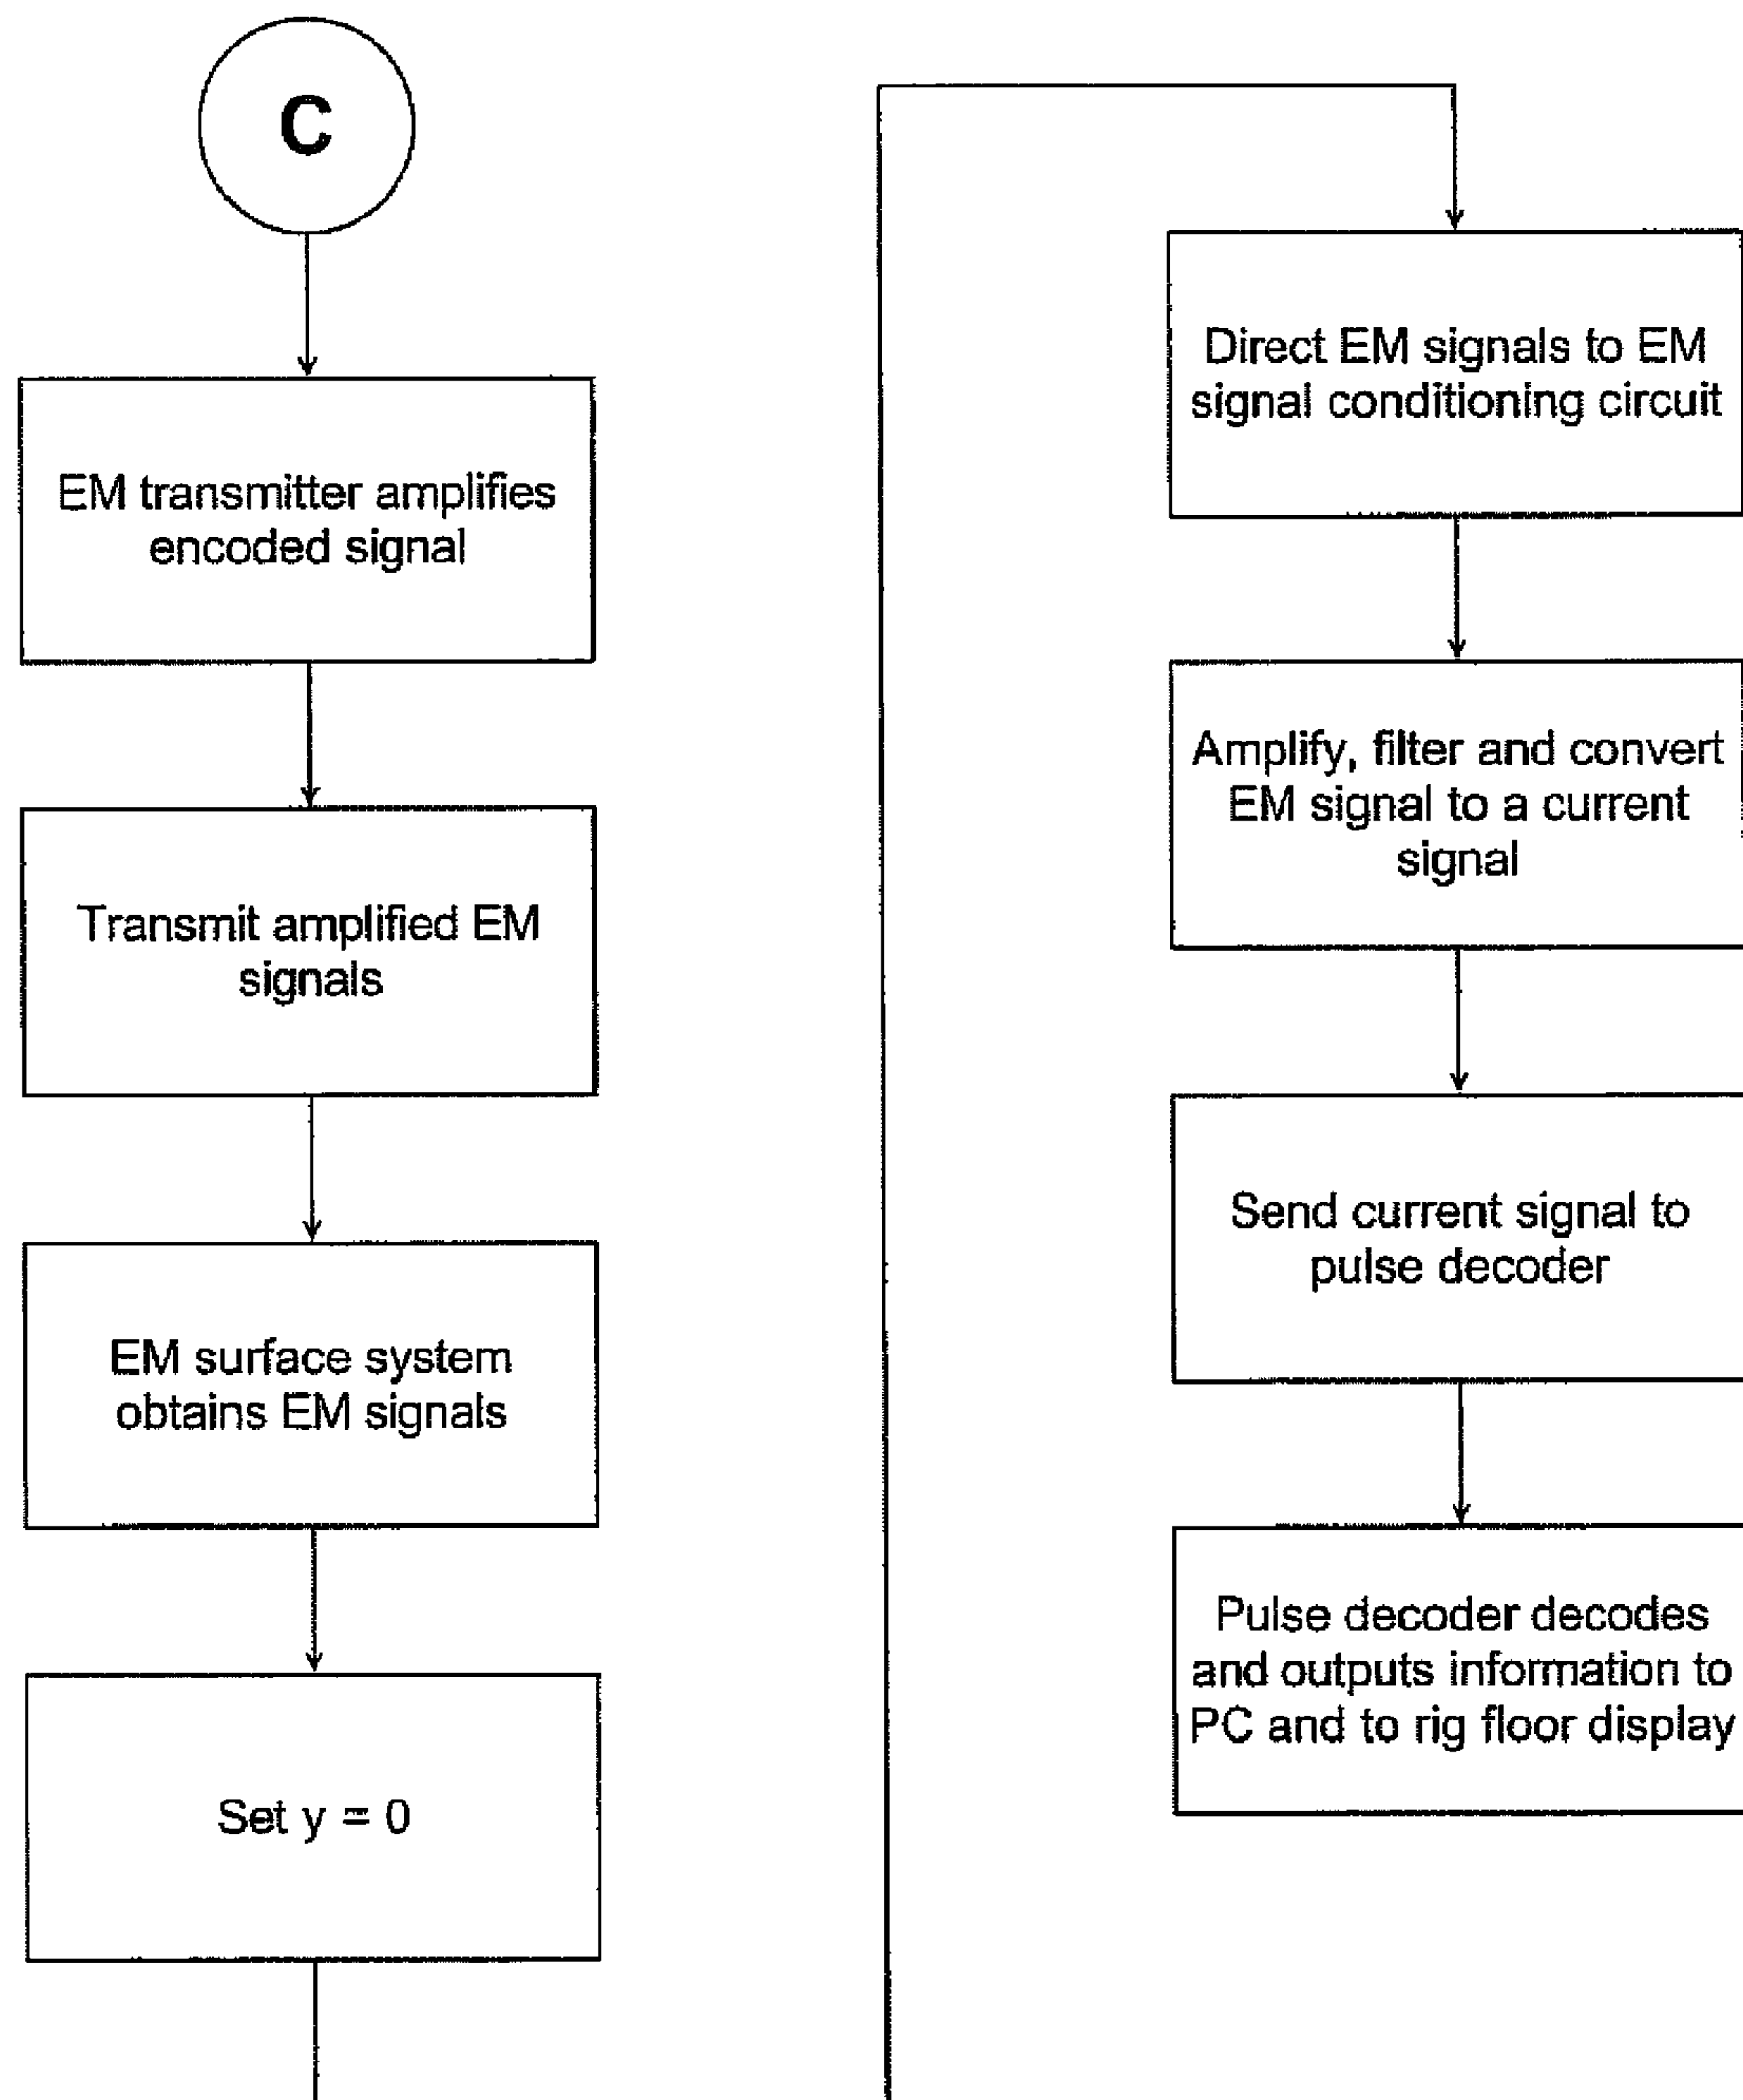 C
EM transmitter amplifies
encoded signal
Transmit amplified EM
signals
EM surface system
obtains EM signals
Set y = 0
Direct EM signals to EM
signal conditioning circuit
Amplify, filter and convert
EM signal to a current
signal
Send current signal to
pulse decoder
Pulse decoder decodes
and outputs information to
PC and to rig floor display